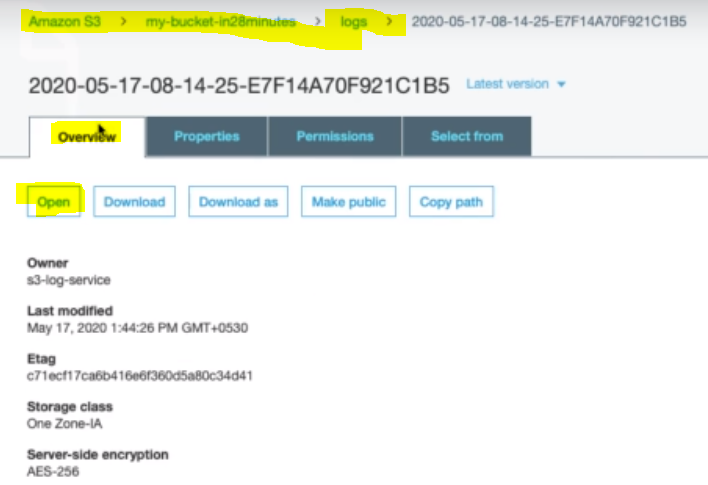 Amazon S3 > my-bucket-in28minutes > logs > 2020-05-17-08-14-25-E7F14A70F921C1B5
2020-05-17-08-14-25-E7F14A70F921C1B5 Latest version
Overview Properties Permissions Select from
Open Download Download as Make public Copy path
Owner
s3-log-service
Last modified
May 17, 2020 1:44:26 PM GMT+0530
Etag
c71ecf17ca6b416e6f360d5a80c34d41
Storage class
One Zone-IA
Server-side encryption
AES-256